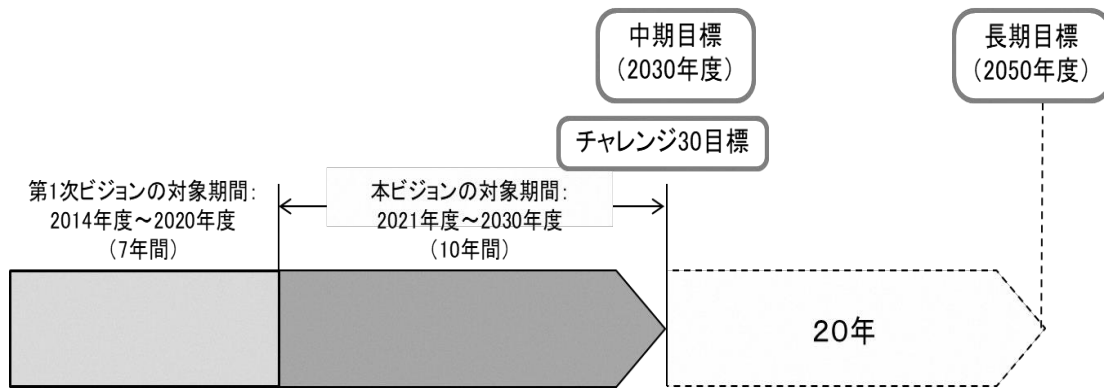 中期目標
（2030年度）
長期目標
（2050年度）
チャレンジ30目標
第1次ビジョンの対象期間：
2014年度～2020年度
（7年間）
本ビジョンの対象期間：
2021年度～2030年度
（10年間）
20年